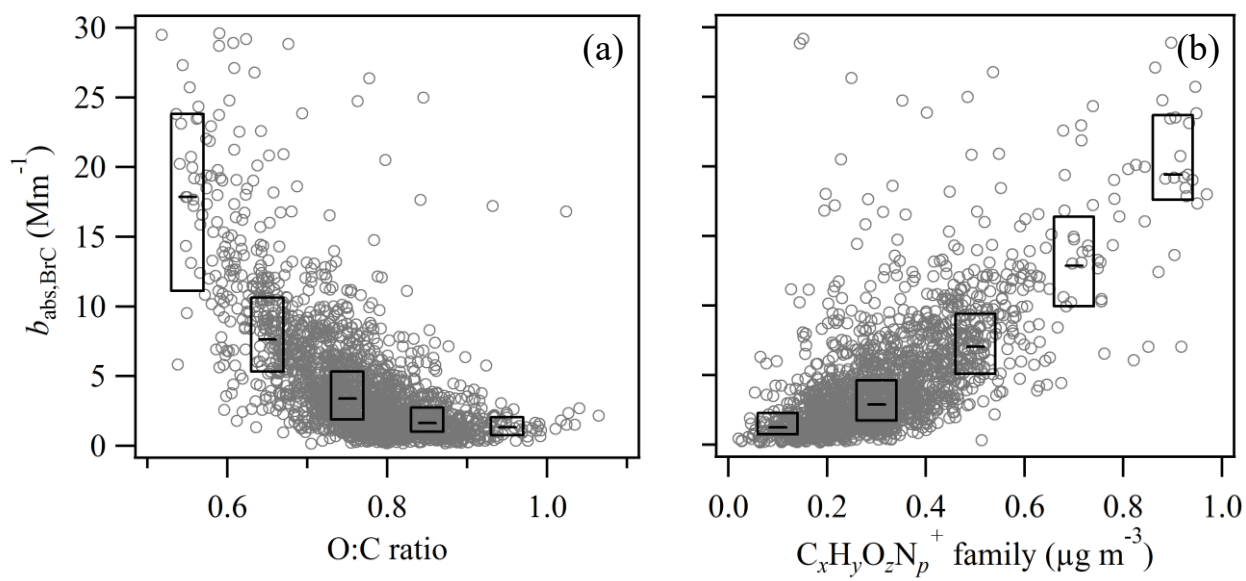 30
25
20
15
10
5
0
b_abs,BrC (Mm⁻¹)
(a)
0.6 0.8 1.0
O:C ratio
(b)
0.0 0.2 0.4 0.6 0.8 1.0
CₓH_yO_zN_p⁺ family (µg m⁻³)